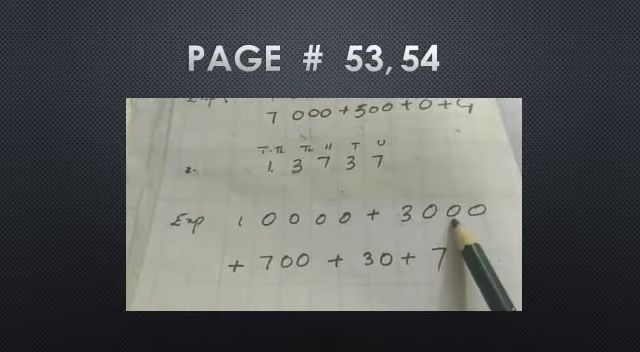 PAGE # 53, 54
7 000 + 500 + 0 + 4
T.Th Th H T U
2. 1 3 7 3 7
Exp 1 0 0 0 0 + 3 0 0 0
+ 700 + 30 + 7